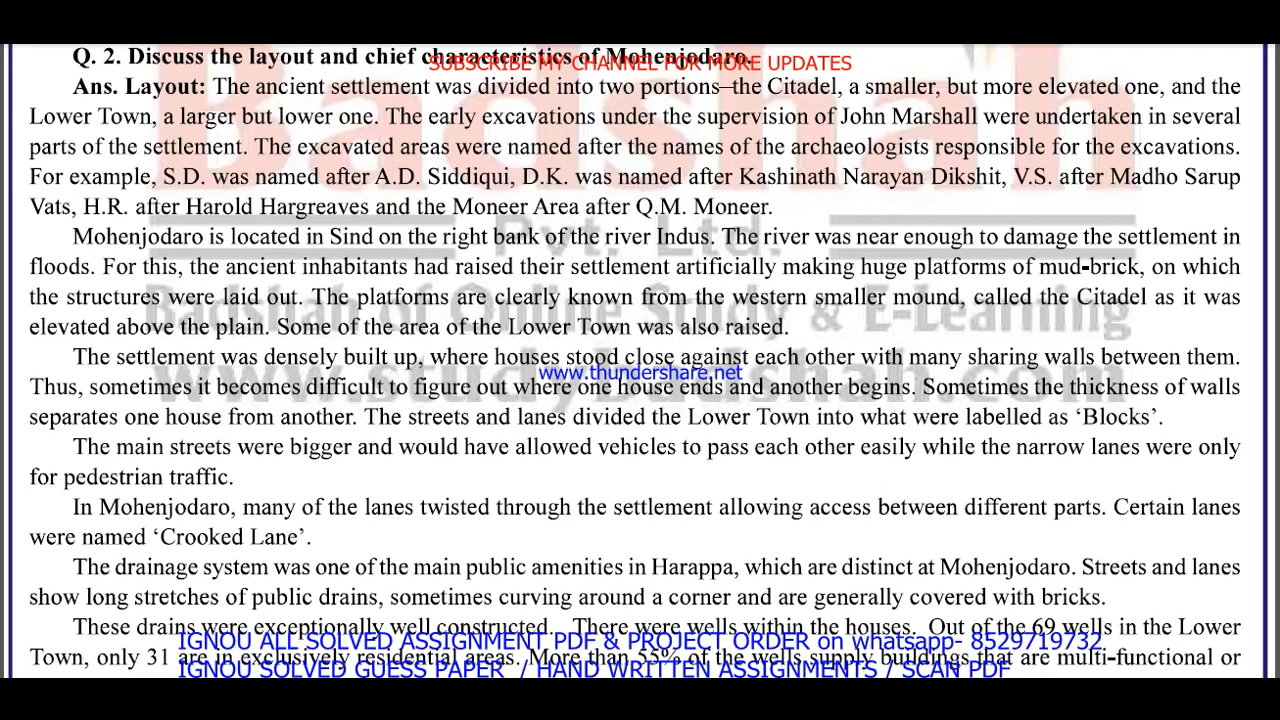 Q. 2. Discuss the layout and chief characteristics of Mohenjodaro.
SUBSCRIBE MY CHANNEL FOR MORE UPDATES
Ans. Layout: The ancient settlement was divided into two portions–the Citadel, a smaller, but more elevated one, and the
Lower Town, a larger but lower one. The early excavations under the supervision of John Marshall were undertaken in several
parts of the settlement. The excavated areas were named after the names of the archaeologists responsible for the excavations.
For example, S.D. was named after A.D. Siddiqui, D.K. was named after Kashinath Narayan Dikshit, V.S. after Madho Sarup
Vats, H.R. after Harold Hargreaves and the Moneer Area after Q.M. Moneer.
Mohenjodaro is located in Sind on the right bank of the river Indus. The river was near enough to damage the settlement in
floods. For this, the ancient inhabitants had raised their settlement artificially making huge platforms of mud-brick, on which
the structures were laid out. The platforms are clearly known from the western smaller mound, called the Citadel as it was
elevated above the plain. Some of the area of the Lower Town was also raised.
The settlement was densely built up, where houses stood close against each other with many sharing walls between them.
www.thundershare.net
Thus, sometimes it becomes difficult to figure out where one house ends and another begins. Sometimes the thickness of walls
separates one house from another. The streets and lanes divided the Lower Town into what were labelled as ‘Blocks’.
The main streets were bigger and would have allowed vehicles to pass each other easily while the narrow lanes were only
for pedestrian traffic.
In Mohenjodaro, many of the lanes twisted through the settlement allowing access between different parts. Certain lanes
were named ‘Crooked Lane’.
The drainage system was one of the main public amenities in Harappa, which are distinct at Mohenjodaro. Streets and lanes
show long stretches of public drains, sometimes curving around a corner and are generally covered with bricks.
These drains were exceptionally well constructed. There were wells within the houses. Out of the 69 wells in the Lower
IGNOU ALL SOLVED ASSIGNMENT PDF & PROJECT ORDER on whatsapp- 8529719732
Town, only 31 are in exclusively residential areas. More than 55% of the wells supply buildings that are multi-functional or
IGNOU SOLVED GUESS PAPER / HAND WRITTEN ASSIGNMENTS / SCAN PDF
Badshah
Pvt. Ltd.
Badshah of Online Study & E-Learning
www.studybadshah.com